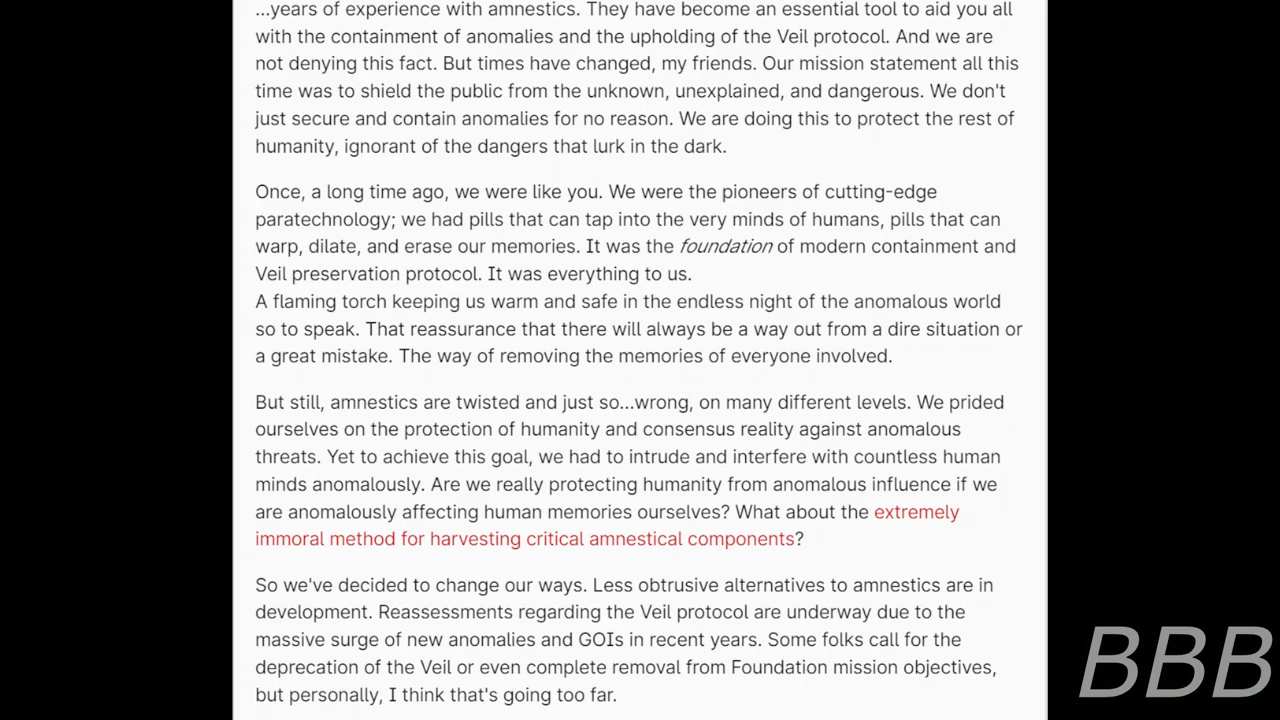 ...years of experience with amnestics. They have become an essential tool to aid you all
with the containment of anomalies and the upholding of the Veil protocol. And we are
not denying this fact. But times have changed, my friends. Our mission statement all this
time was to shield the public from the unknown, unexplained, and dangerous. We don't
just secure and contain anomalies for no reason. We are doing this to protect the rest of
humanity, ignorant of the dangers that lurk in the dark.
Once, a long time ago, we were like you. We were the pioneers of cutting-edge
paratechnology; we had pills that can tap into the very minds of humans, pills that can
warp, dilate, and erase our memories. It was the foundation of modern containment and
Veil preservation protocol. It was everything to us.
A flaming torch keeping us warm and safe in the endless night of the anomalous world
so to speak. That reassurance that there will always be a way out from a dire situation or
a great mistake. The way of removing the memories of everyone involved.
But still, amnestics are twisted and just so...wrong, on many different levels. We prided
ourselves on the protection of humanity and consensus reality against anomalous
threats. Yet to achieve this goal, we had to intrude and interfere with countless human
minds anomalously. Are we really protecting humanity from anomalous influence if we
are anomalously affecting human memories ourselves? What about the extremely
immoral method for harvesting critical amnestical components?
So we've decided to change our ways. Less obtrusive alternatives to amnestics are in
development. Reassessments regarding the Veil protocol are underway due to the
massive surge of new anomalies and GOIs in recent years. Some folks call for the
deprecation of the Veil or even complete removal from Foundation mission objectives,
but personally, I think that's going too far.
BBB